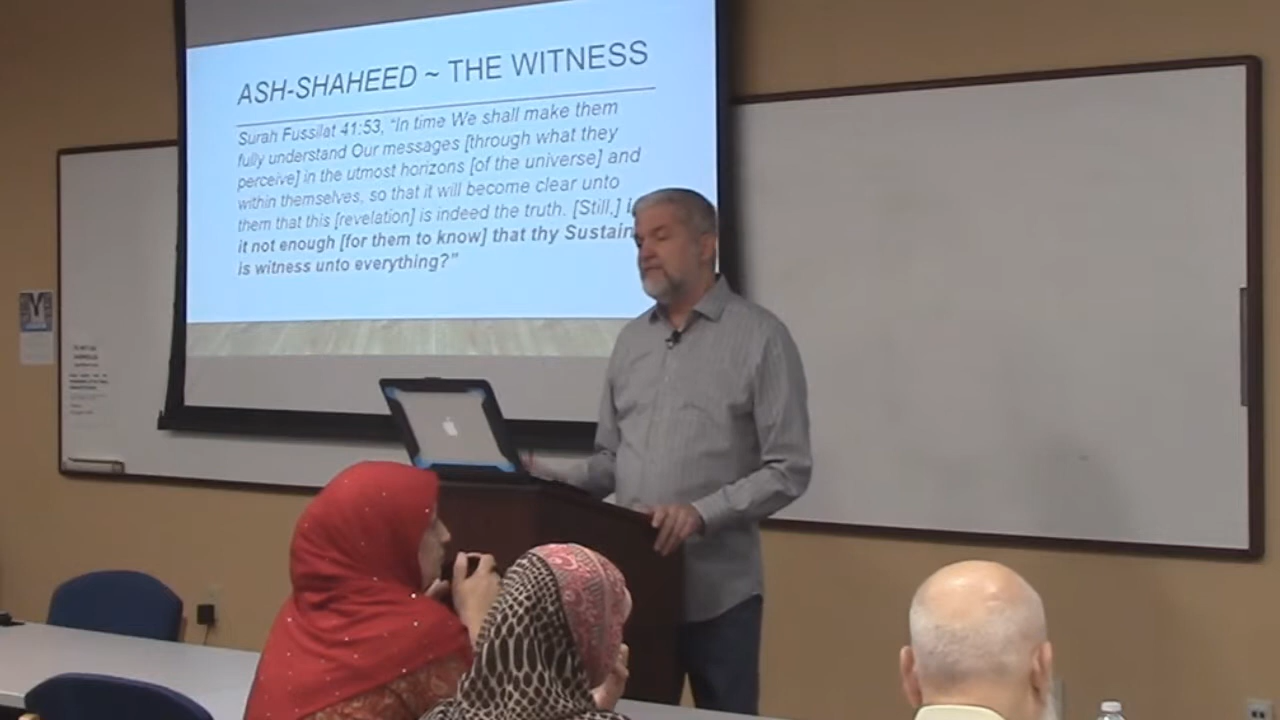 ASH-SHAHEED ~ THE WITNESS
Surah Fussilat 41:53, "In time We shall make them
fully understand Our messages [through what they
perceive] in the utmost horizons [of the universe] and
within themselves, so that it will become clear unto
them that this [revelation] is indeed the truth. [Still,]
it not enough [for them to know] that thy Sustain
is witness unto everything?"